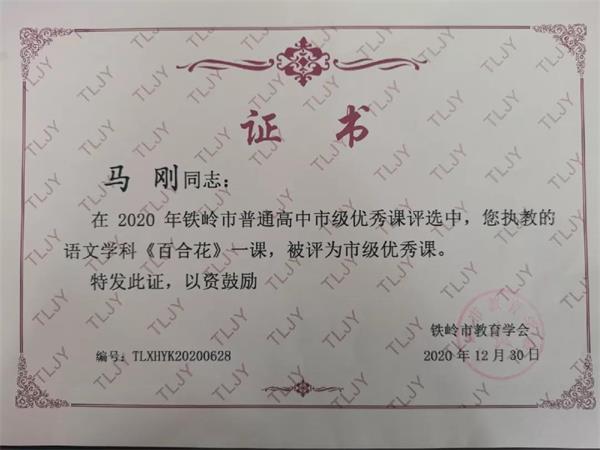 证书
马 刚同志：
在 2020 年铁岭市普通高中市级优秀课评选中，您执教的
语文学科《百合花》一课，被评为市级优秀课。
特发此证，以资鼓励
铁岭市教育学会
编号：TLXHYK20200628
2020 年 12 月 30 日